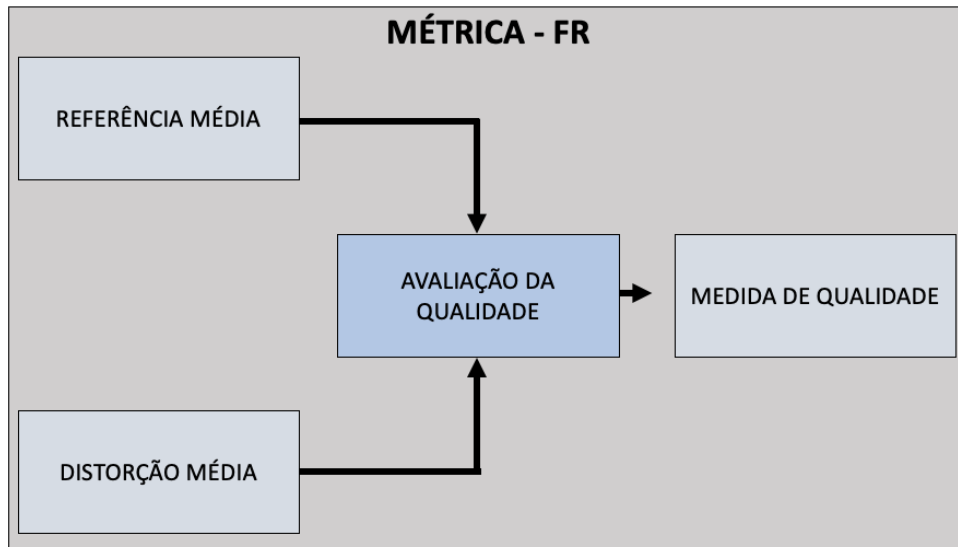 MÉTRICA - FR
REFERÊNCIA MÉDIA
AVALIAÇÃO DA
QUALIDADE
MEDIDA DE QUALIDADE
DISTORÇÃO MÉDIA